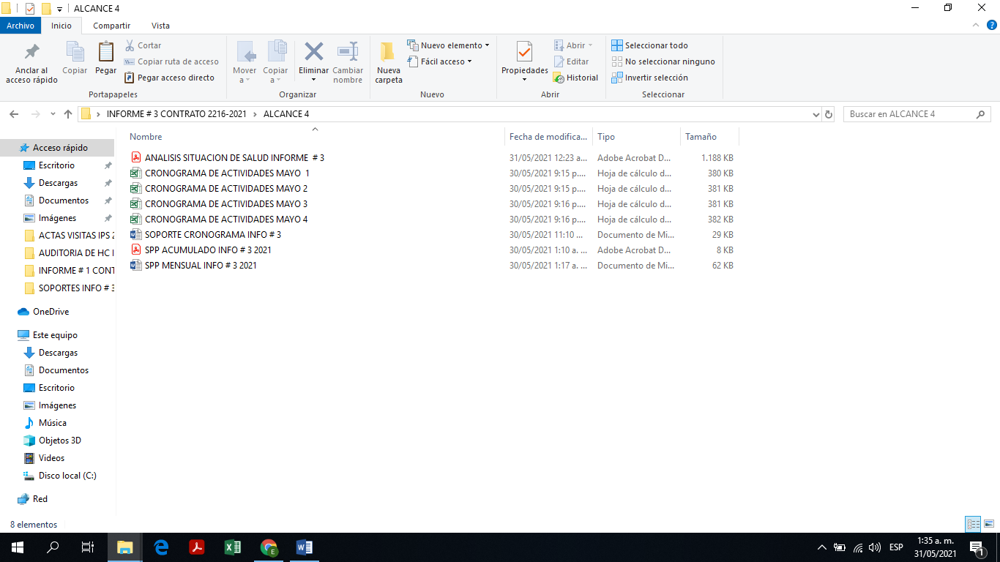 ALCANCE 4
Archivo Inicio Compartir Vista
Anclar al acceso rápido
Copiar
Pegar
Cortar
Copiar ruta de acceso
Pegar acceso directo
Portapapeles
Mover a
Copiar a
Eliminar
Cambiar nombre
Organizar
Nueva carpeta
Nuevo elemento
Fácil acceso
Nuevo
Propiedades
Abrir
Editar
Historial
Abrir
Seleccionar todo
No seleccionar ninguno
Invertir selección
Seleccionar
INFORME # 3 CONTRATO 2216-2021 › ALCANCE 4
Buscar en ALCANCE 4
Acceso rápido
Escritorio
Descargas
Documentos
Imágenes
ACTAS VISITAS IPS 2
AUDITORIA DE HC I
INFORME # 1 CONT
SOPORTES INFO # 3
OneDrive
Este equipo
Descargas
Documentos
Escritorio
Imágenes
Música
Objetos 3D
Videos
Disco local (C:)
Red
Nombre Fecha de modifica... Tipo Tamaño
ANALISIS SITUACION DE SALUD INFORME # 3 31/05/2021 12:23 a... Adobe Acrobat D... 1.188 KB
CRONOGRAMA DE ACTIVIDADES MAYO 1 30/05/2021 9:15 p.... Hoja de cálculo d... 380 KB
CRONOGRAMA DE ACTIVIDADES MAYO 2 30/05/2021 9:15 p.... Hoja de cálculo d... 381 KB
CRONOGRAMA DE ACTIVIDADES MAYO 3 30/05/2021 9:16 p.... Hoja de cálculo d... 381 KB
CRONOGRAMA DE ACTIVIDADES MAYO 4 30/05/2021 9:16 p.... Hoja de cálculo d... 382 KB
SOPORTE CRONOGRAMA INFO # 3 30/05/2021 11:10 ... Documento de Mi... 29 KB
SPP ACUMULADO INFO # 3 2021 30/05/2021 1:10 a. ... Adobe Acrobat D... 8 KB
SPP MENSUAL INFO # 3 2021 30/05/2021 1:17 a. ... Documento de Mi... 62 KB
8 elementos
ESP
1:35 a. m.
31/05/2021
1